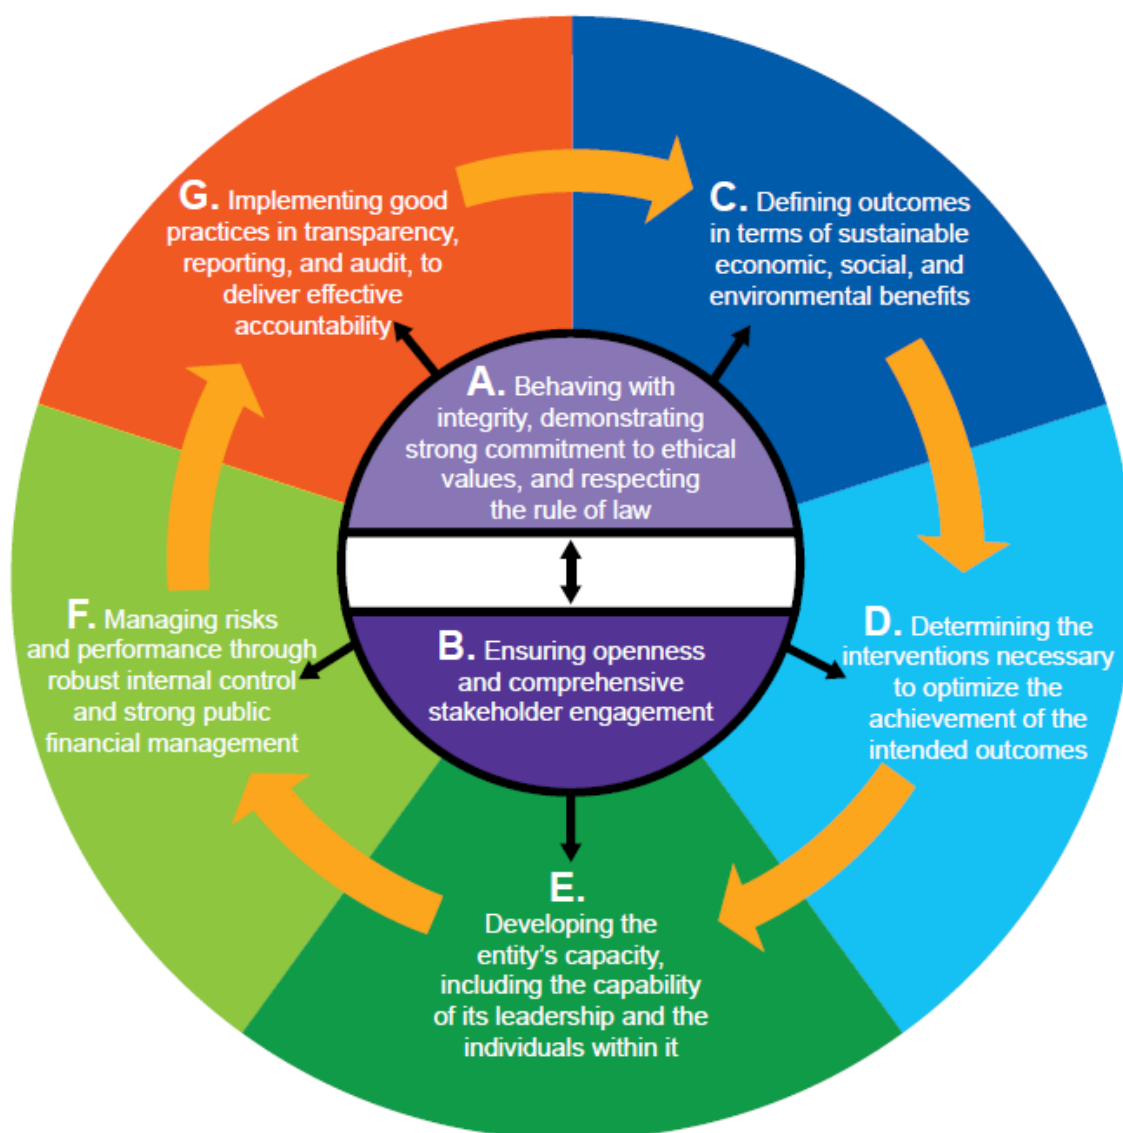 G. Implementing good
practices in transparency,
reporting, and audit, to
deliver effective
accountability
C. Defining outcomes
in terms of sustainable
economic, social, and
environmental benefits
A. Behaving with
integrity, demonstrating
strong commitment to ethical
values, and respecting
the rule of law
B. Ensuring openness
and comprehensive
stakeholder engagement
F. Managing risks
and performance through
robust internal control
and strong public
financial management
D. Determining the
interventions necessary
to optimize the
achievement of the
intended outcomes
E.
Developing the
entity's capacity,
including the capability
of its leadership and the
individuals within it